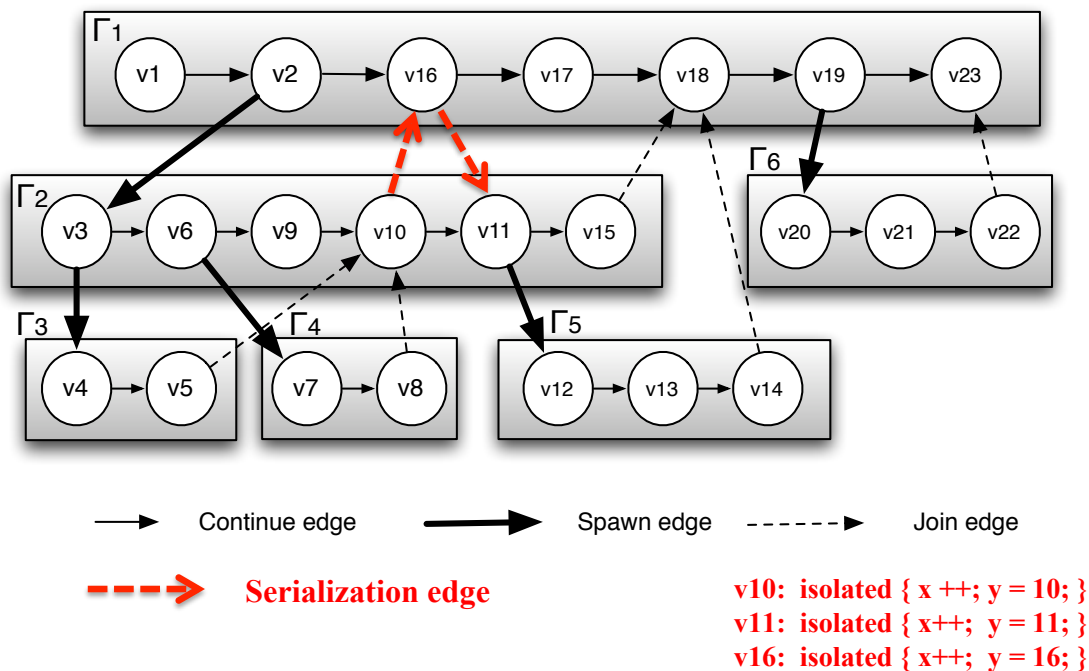 Γ1
v1 v2 v16 v17 v18 v19 v23
Γ2 Γ6
v3 v6 v9 v10 v11 v15 v20 v21 v22
Γ3 Γ4 Γ5
v4 v5 v7 v8 v12 v13 v14
Continue edge Spawn edge Join edge
Serialization edge
v10: isolated { x ++; y = 10; }
v11: isolated { x++; y = 11; }
v16: isolated { x++; y = 16; }